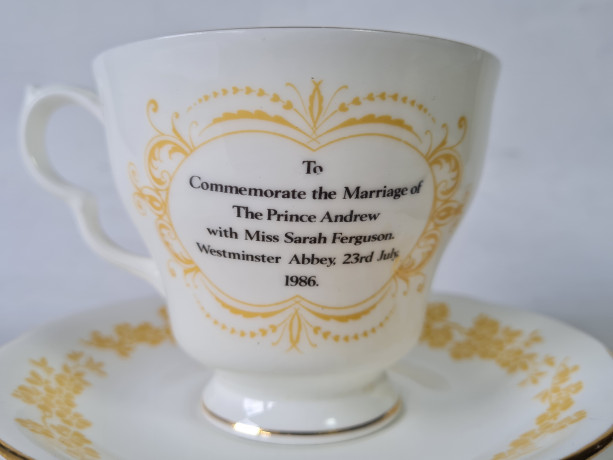 To
Commemorate the Marriage of
The Prince Andrew
with Miss Sarah Ferguson.
Westminster Abbey, 23rd July,
1986.